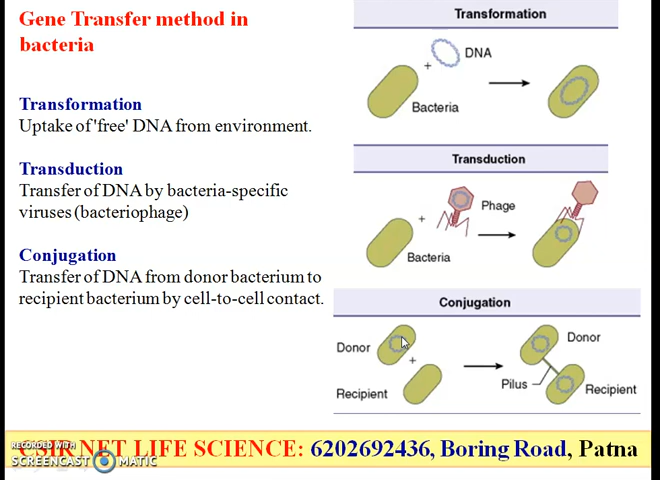 Gene Transfer method in
bacteria
Transformation
Uptake of 'free' DNA from environment.
Transduction
Transfer of DNA by bacteria-specific
viruses (bacteriophage)
Conjugation
Transfer of DNA from donor bacterium to
recipient bacterium by cell-to-cell contact.
Transformation
DNA
+
Bacteria
Transduction
Phage
+
Bacteria
Conjugation
Donor
+
Recipient
Donor
Pilus
Recipient
CSIR NET LIFE SCIENCE: 6202692436, Boring Road, Patna
RECORDED WITH
SCREENCAST MATIC